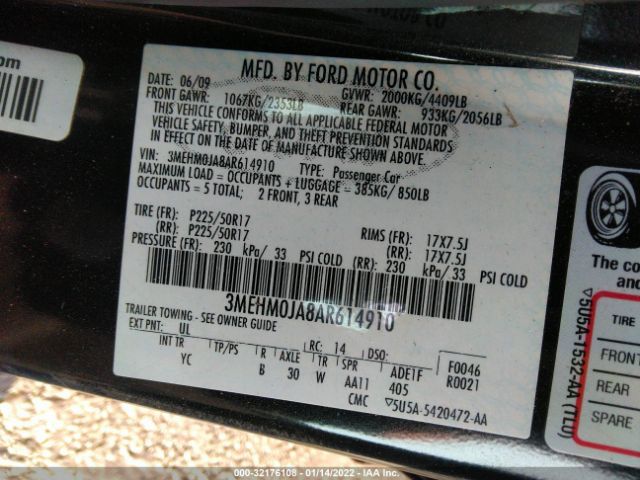 om
MFD. BY FORD MOTOR CO.
DATE: 06/09 GVWR: 2000KG/4409LB
FRONT GAWR: 1067KG/2353LB REAR GAWR: 933KG/2056LB
THIS VEHICLE CONFORMS TO ALL APPLICABLE FEDERAL MOTOR
VEHICLE SAFETY, BUMPER, AND THEFT PREVENTION STANDARDS
IN EFFECT ON THE DATE OF MANUFACTURE SHOWN ABOVE.
VIN: 3MEHM0JA8AR614910 TYPE: Passenger Car
MAXIMUM LOAD = OCCUPANTS + LUGGAGE = 385KG/ 850LB
OCCUPANTS = 5 TOTAL; 2 FRONT, 3 REAR
TIRE (FR): P225/50R17 RIMS (FR): 17X7.5J
(RR): P225/50R17 (RR): 17X7.5J
PRESSURE (FR): 230 kPa/ 33 PSI COLD (RR): 230 kPa/ 33 PSI COLD
3MEHM0JA8AR614910
TRAILER TOWING - SEE OWNER GUIDE
EXT PNT: UL RC: 14 DSO: F0046
INT TR TP/PS R AXLE TR SPR ADETF R0021
YC B 30 W AA11 405
CMC 5U5A-5420472-AA
The co
and
5U5A-1532-AA (TLU)
TIRE
FRONT
REAR
SPARE
000-32176108 - 01/14/2022 - IAA Inc.